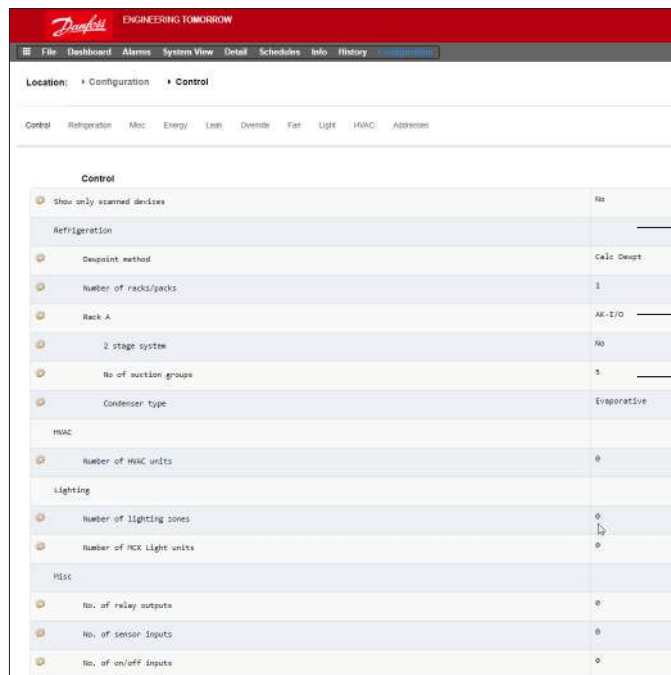 Danfoss ENGINEERING TOMORROW
File Dashboard Alarms System View Detail Schedules Info History Configuration
Location: Configuration Control
Control Refrigeration Misc Energy Leak Override Fan Light HVAC Addresses
Control
Show only scanned devices No
Refrigeration
Dewpoint method Calc Dewpt
Number of racks/packs 1
Rack A AK-I/O
2 stage system No
No of suction groups 5
Condenser type Evaporative
HVAC
Number of HVAC units 0
Lighting
Number of lighting zones 0
Number of MCX Light units 0
Misc
No. of relay outputs 0
No. of sensor inputs 0
No. of on/off inputs 0